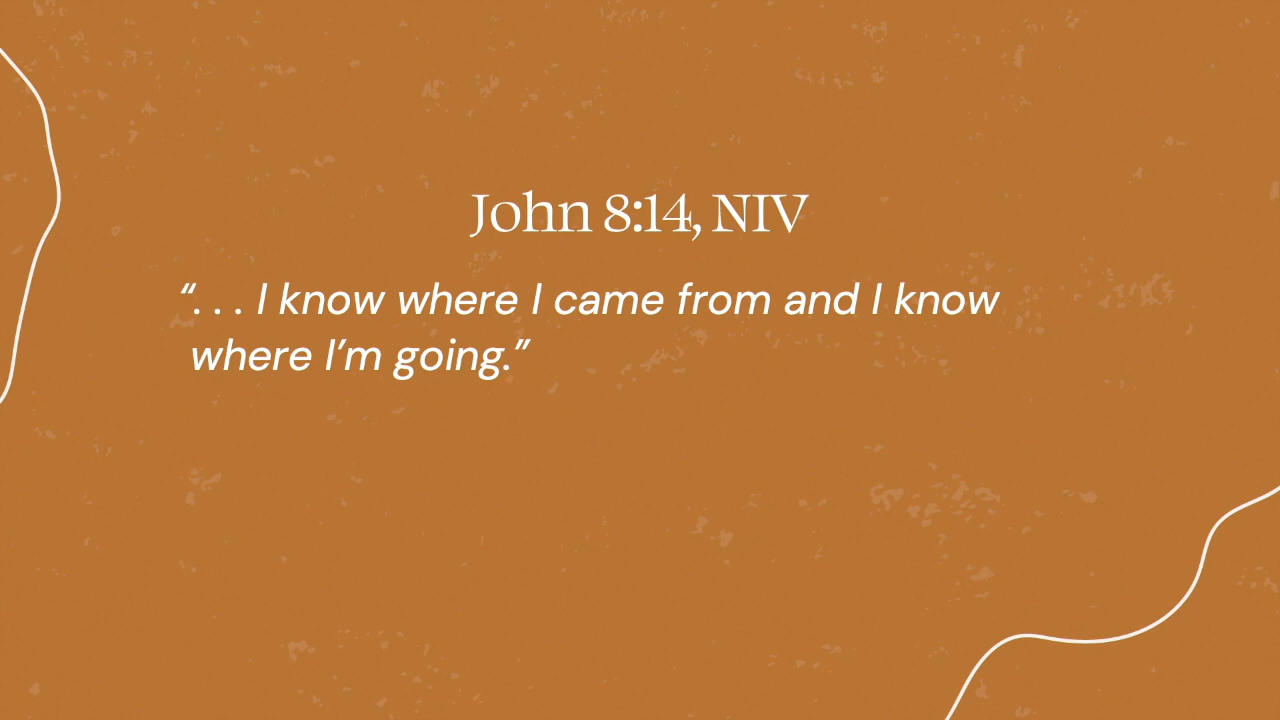 John 8:14, NIV
“. . . I know where I came from and I know
where I’m going.”